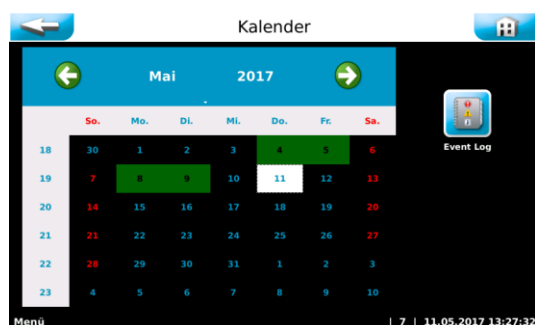 Kalender
Mai 2017
So. Mo. Di. Mi. Do. Fr. Sa.
18 30 1 2 3 4 5 6
Event Log
19 7 8 9 10 11 12 13
20 14 15 16 17 18 19 20
21 21 22 23 24 25 26 27
22 28 29 30 31 1 2 3
23 4 5 6 7 8 9 10
Menü | 7 | 11.05.2017 13:27:32